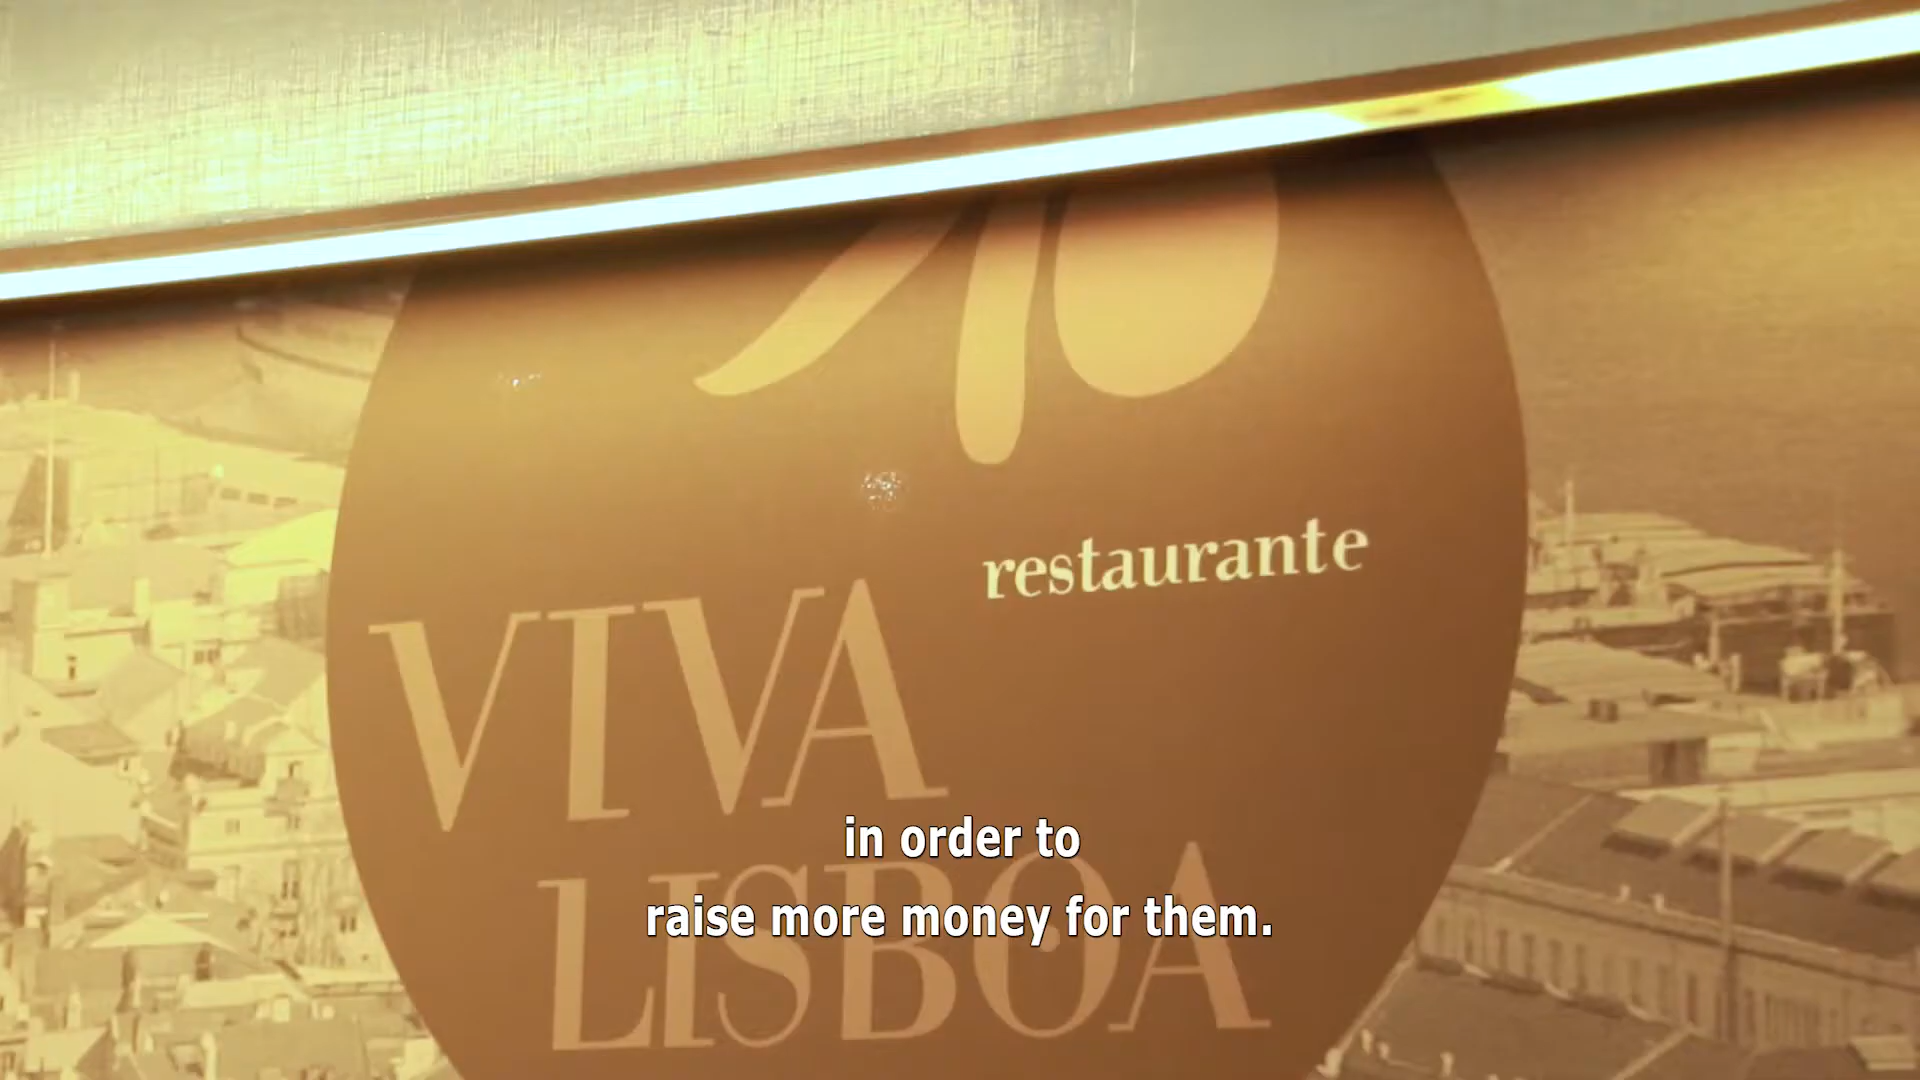 restaurante
VIVA
LISBOA
in order to
raise more money for them.